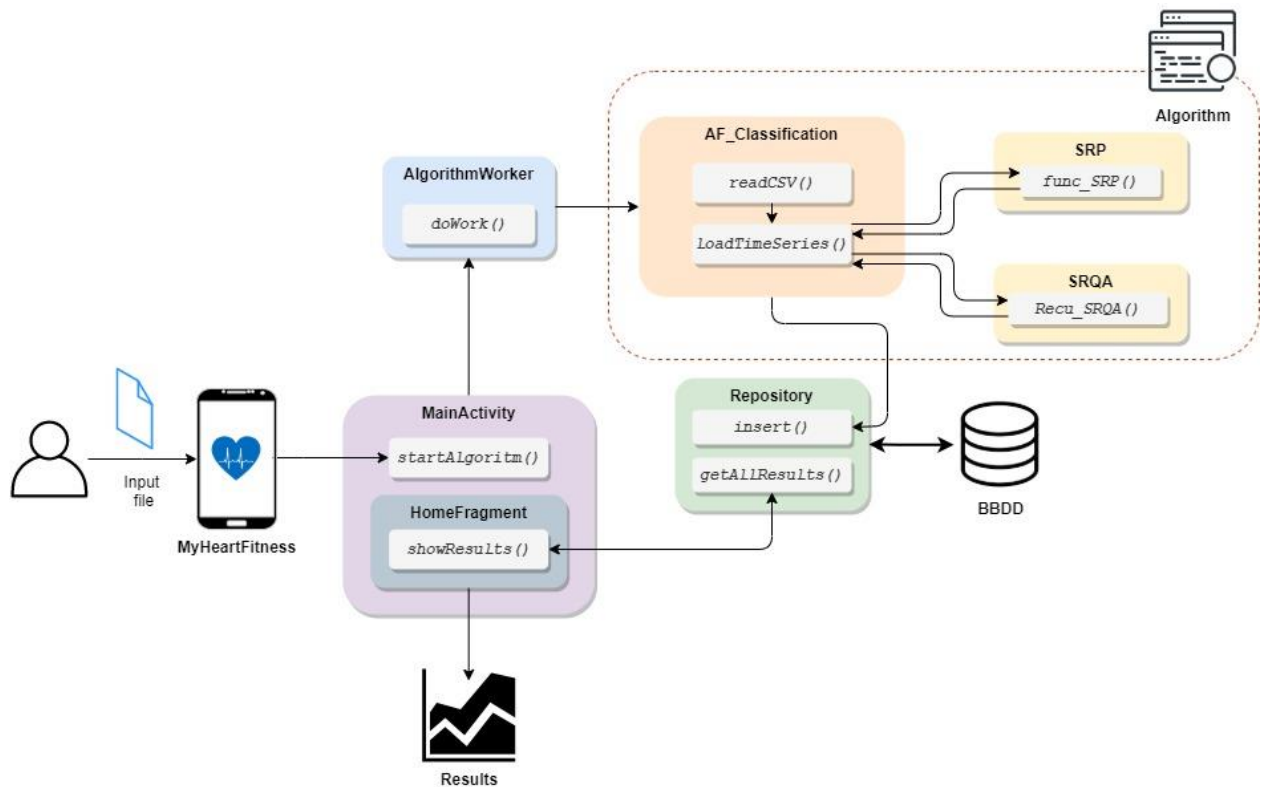 Algorithm
AF_Classification
readCSV()
loadTimeSeries()
SRP
func_SRP()
SRQA
Recu_SRQA()
AlgorithmWorker
doWork()
MainActivity
startAlgoritm()
HomeFragment
showResults()
Repository
insert()
getAllResults()
BBDD
Input
file
MyHeartFitness
Results